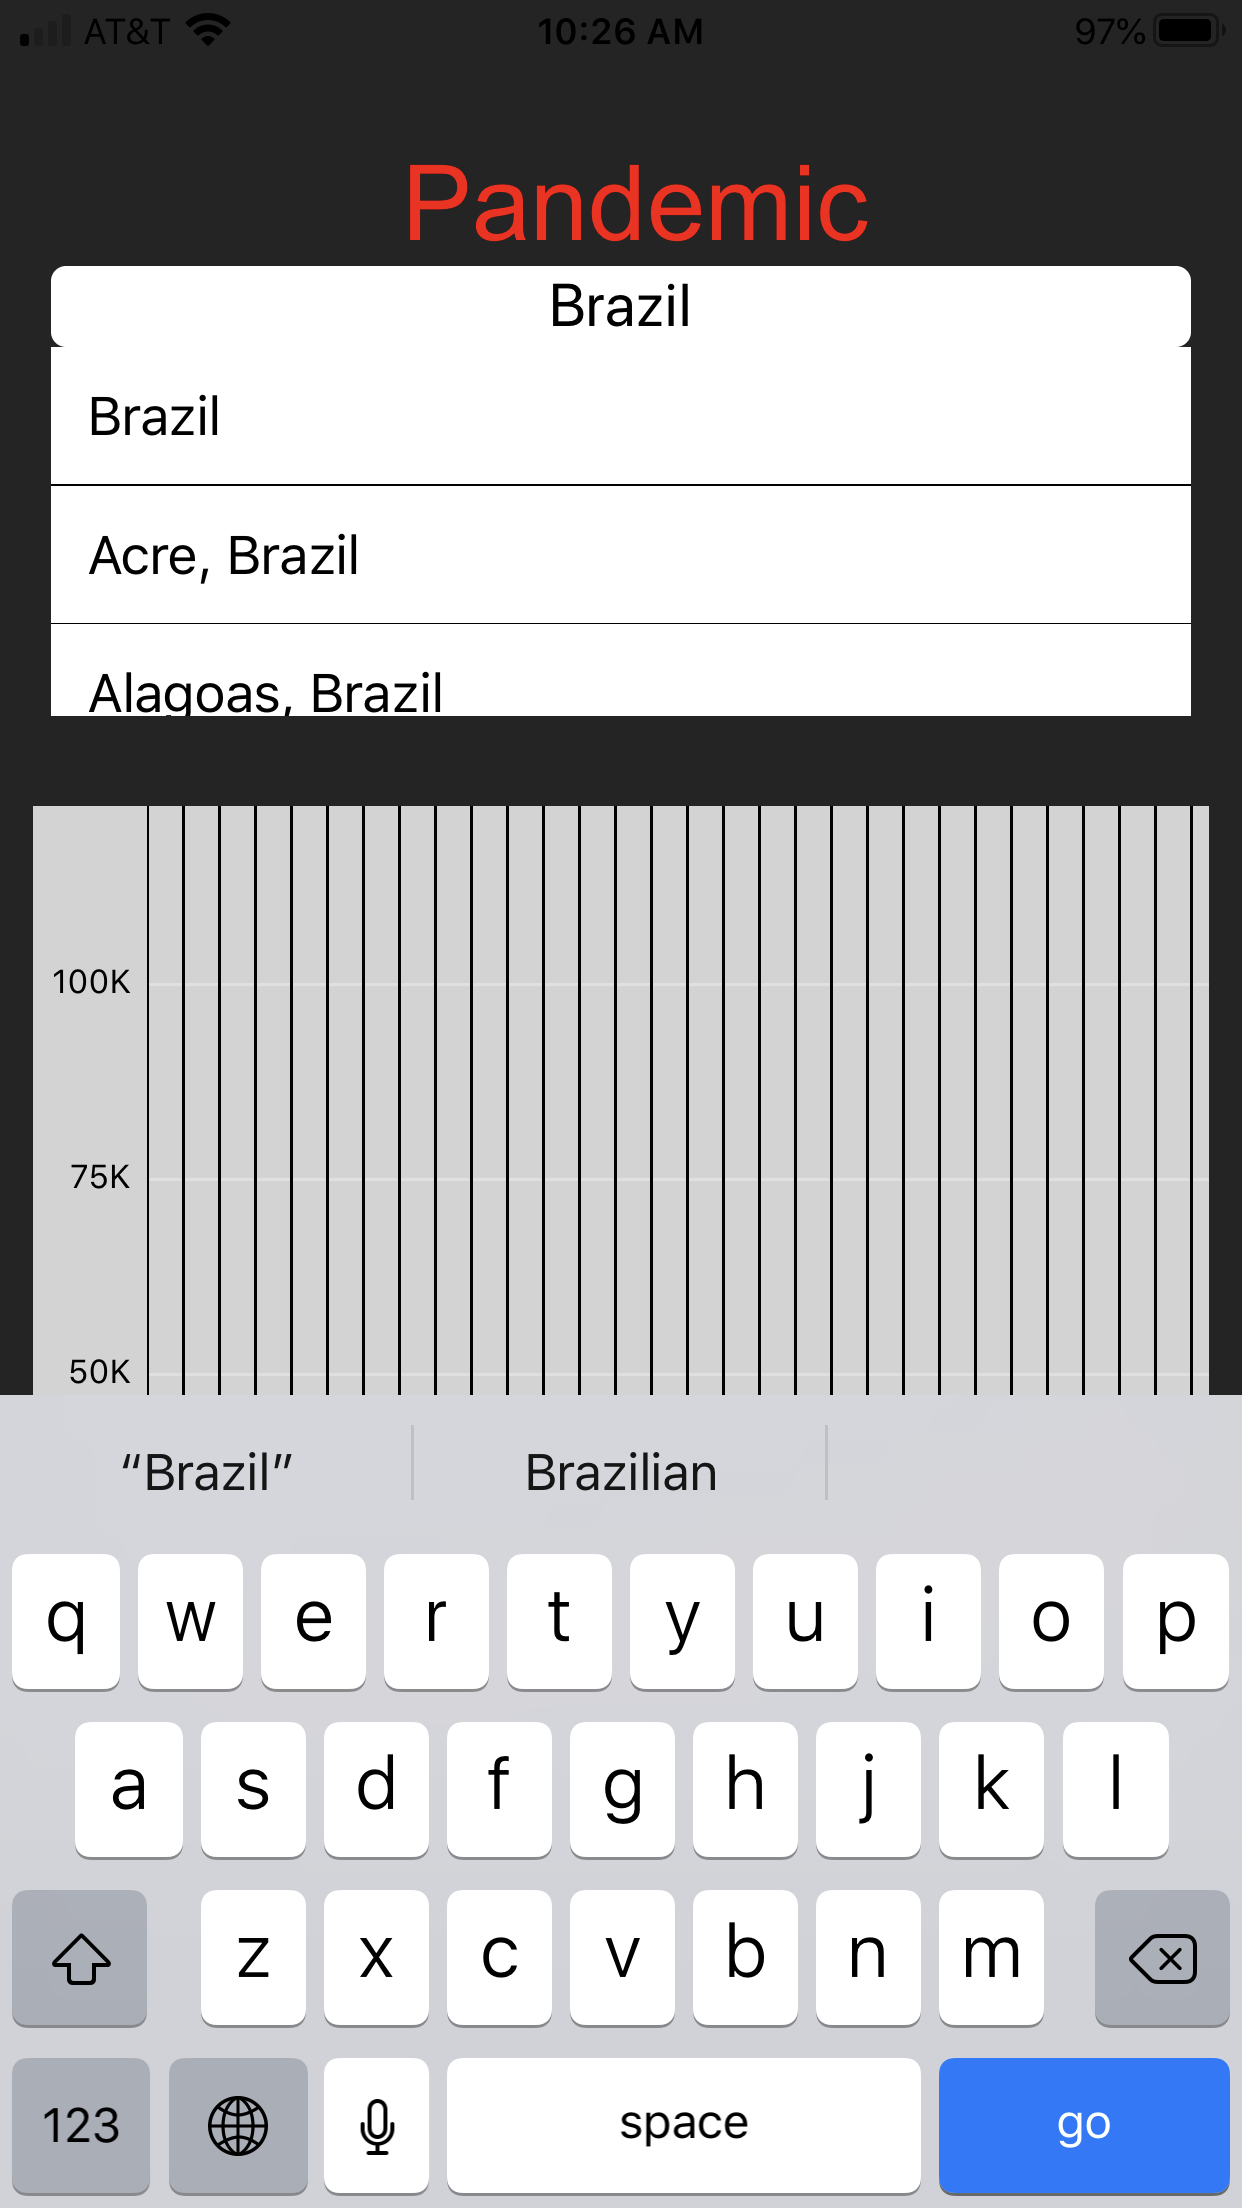 AT&T 10:26 AM 97%
Pandemic
Brazil
Brazil
Acre, Brazil
Alagoas, Brazil
100K
75K
50K
“Brazil” Brazilian
q w e r t y u i o p
a s d f g h j k l
z x c v b n m
123 space go